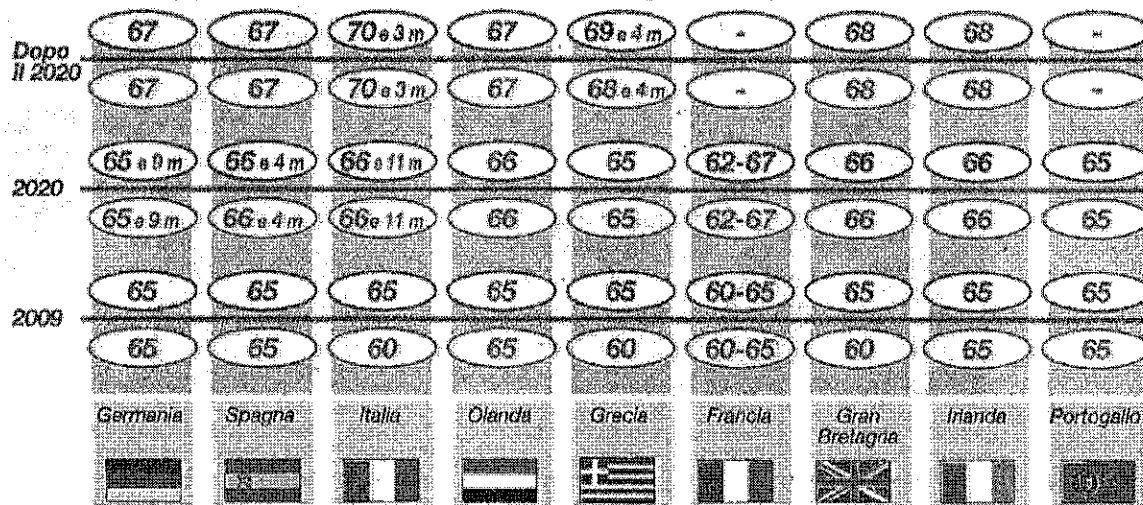 67 67 70 e 3 m 67 69 e 4 m - 68 68 -
Dopo
il 2020
67 67 70 e 3 m 67 68 e 4 m - 68 68 -
65 e 9 m 66 e 4 m 66 e 11 m 66 65 62-67 66 66 65
2020
65 e 9 m 66 e 4 m 66 e 11 m 66 65 62-67 66 66 65
65 65 65 65 65 60-65 65 65 65
2009
65 65 60 65 60 60-65 60 65 65
Germania Spagna Italia Olanda Grecia Francia Gran Irlanda Portogallo
Bretagna